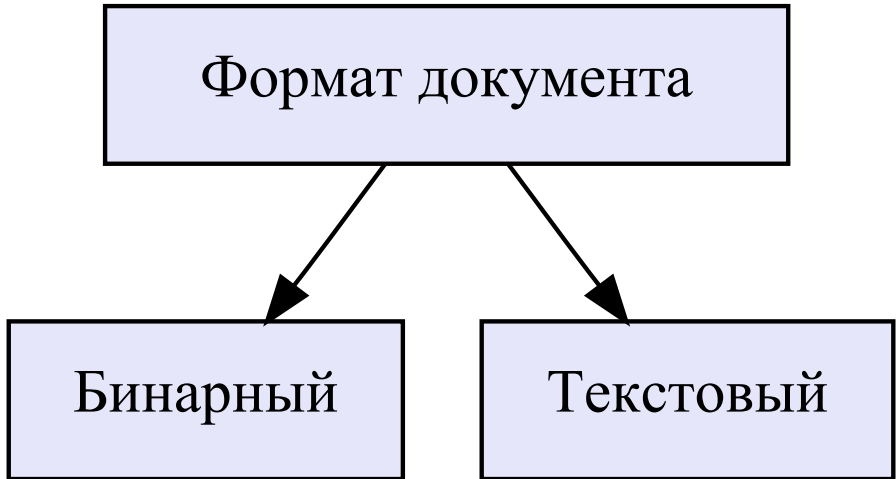 Формат документа
Бинарный
Текстовый